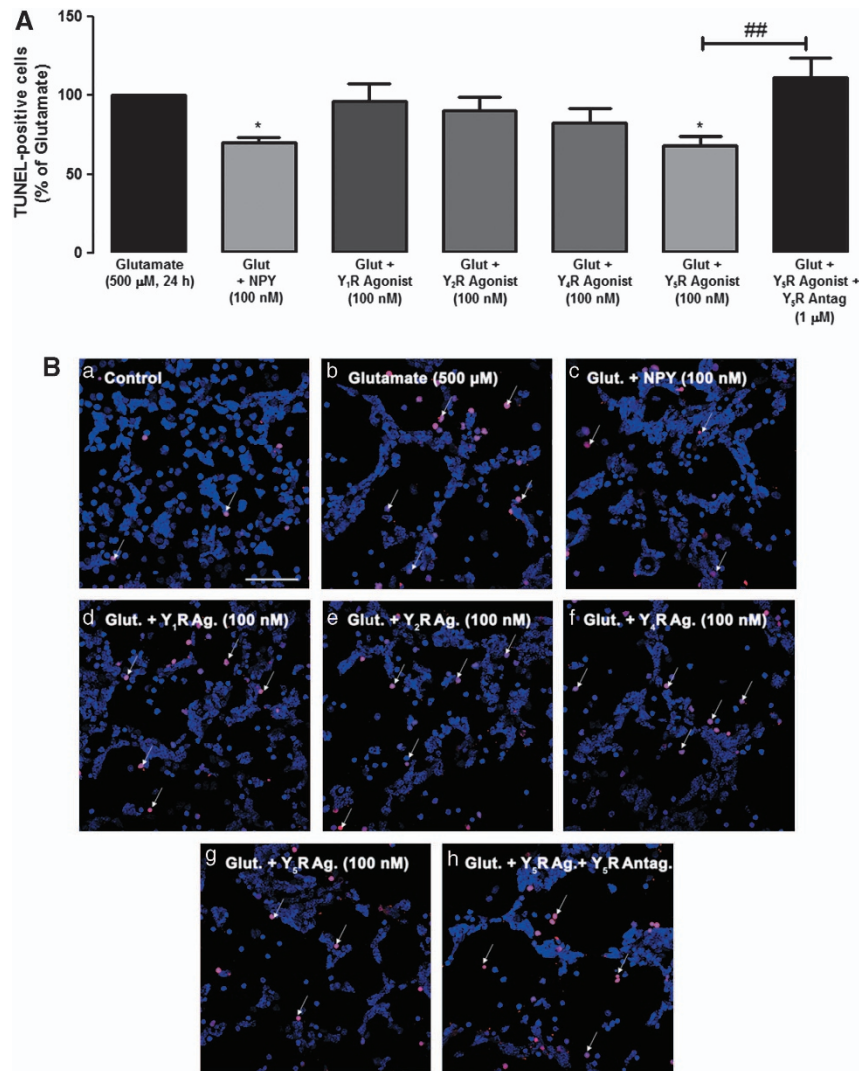 A
TUNEL-positive cells
(% of Glutamate)
150
100
50
0
*
*
##
Glutamate
(500 µM, 24 h)
Glut
+ NPY
(100 nM)
Glut +
Y1R Agonist
(100 nM)
Glut +
Y2R Agonist
(100 nM)
Glut +
Y4R Agonist
(100 nM)
Glut +
Y5R Agonist
(100 nM)
Glut +
Y5R Agonist +
Y5R Antag
(1 µM)
B
a Control
b Glutamate (500 µM)
c Glut. + NPY (100 nM)
d Glut. + Y1R Ag. (100 nM)
e Glut. + Y2R Ag. (100 nM)
f Glut. + Y4R Ag. (100 nM)
g Glut. + Y5R Ag. (100 nM)
h Glut. + Y5R Ag.+ Y5R Antag.